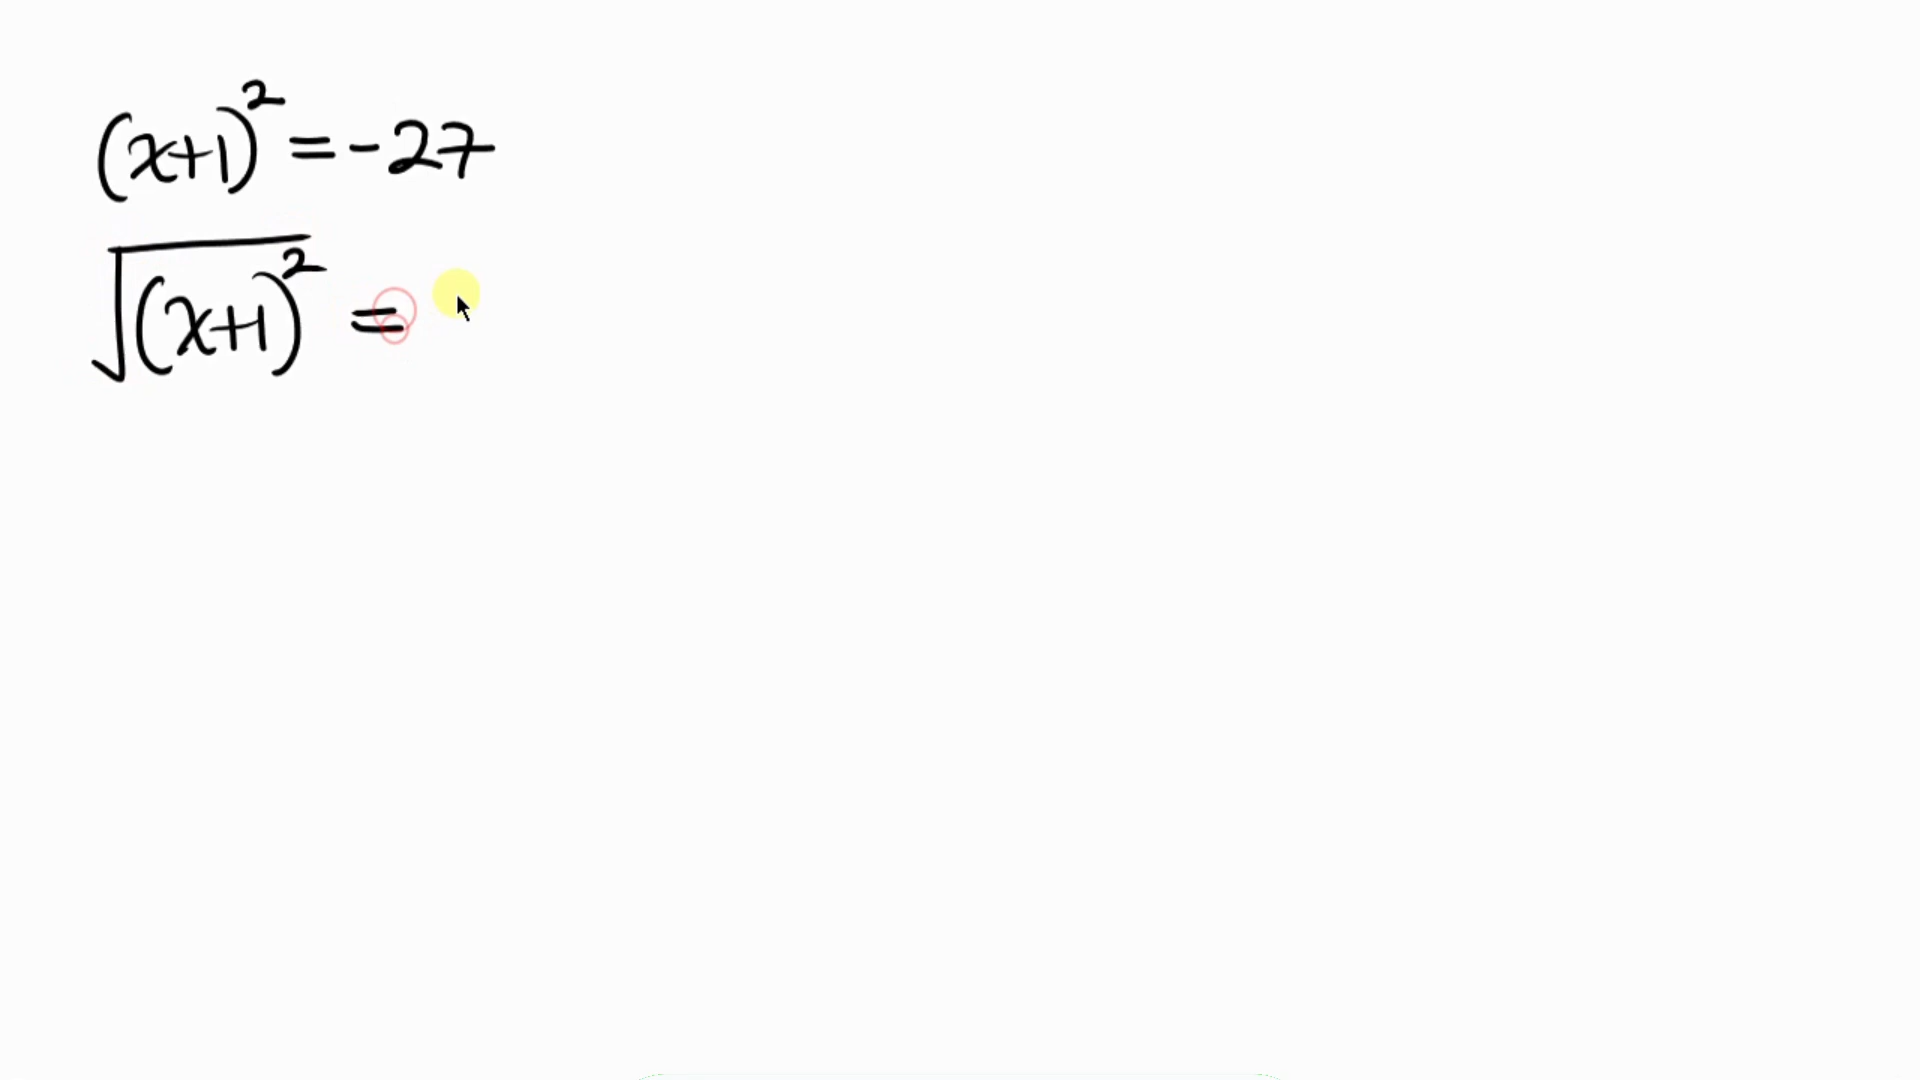 (x+1)² = -27
√(x+1)² =